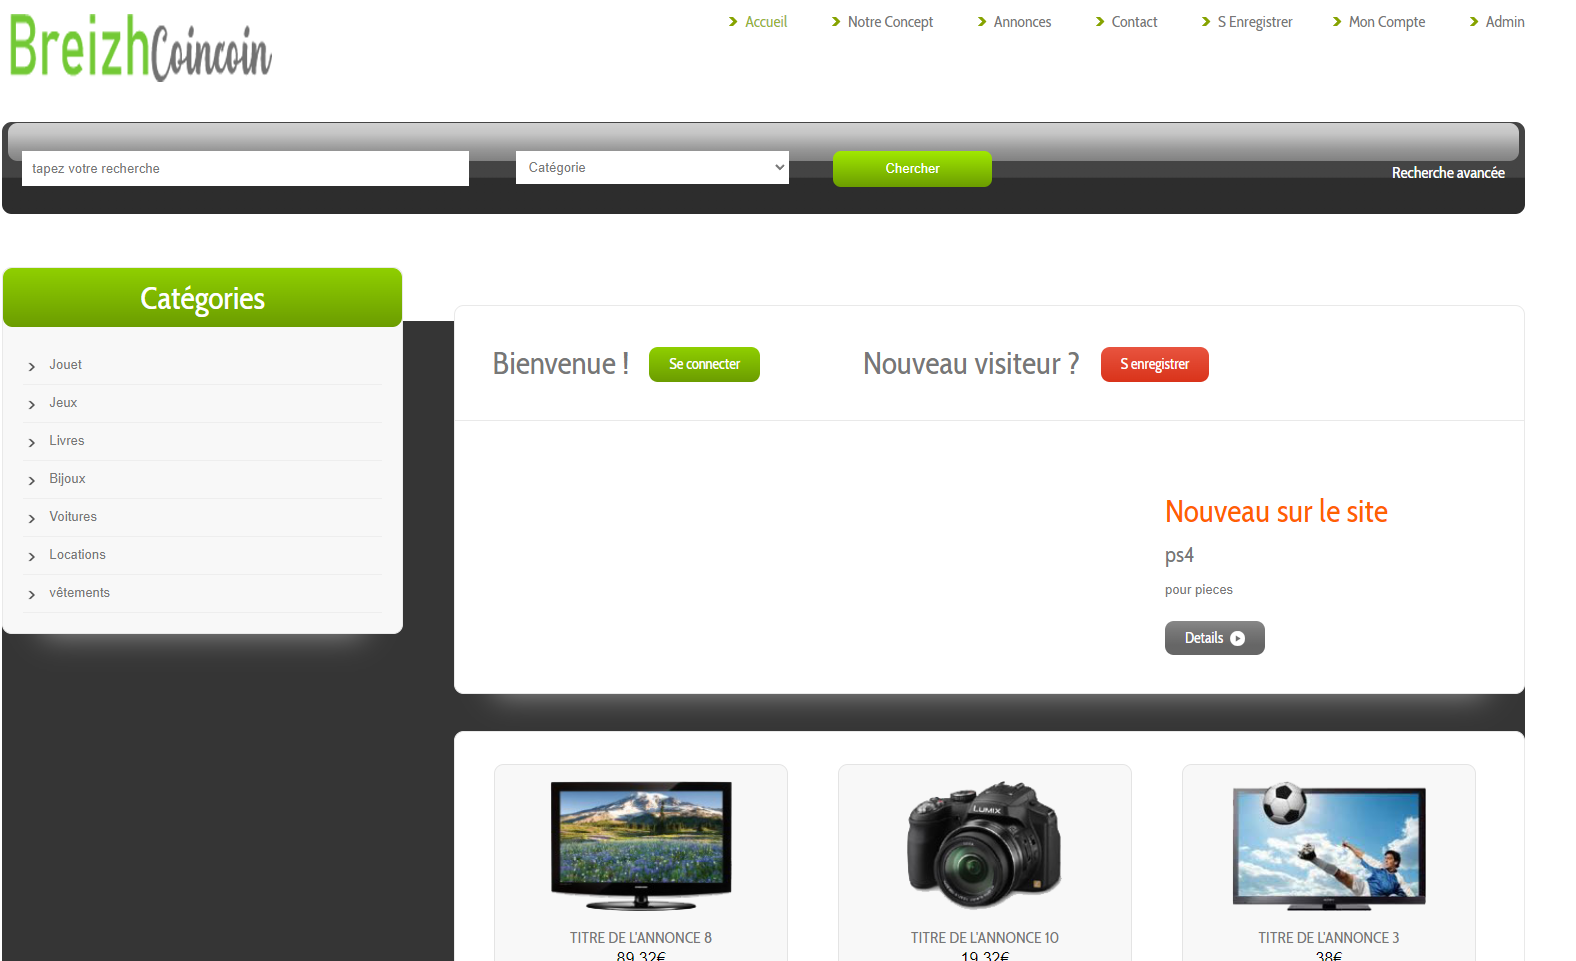 BreizhCoincoin
Accueil
Notre Concept
Annonces
Contact
S Enregistrer
Mon Compte
Admin
tapez votre recherche
Catégorie
Chercher
Recherche avancée
Catégories
Jouet
Jeux
Livres
Bijoux
Voitures
Locations
vêtements
Bienvenue !
Se connecter
Nouveau visiteur ?
S enregistrer
Nouveau sur le site
ps4
pour pieces
Details
LUMIX
TITRE DE L'ANNONCE 8
89.32€
TITRE DE L'ANNONCE 10
19.32€
TITRE DE L'ANNONCE 3
38€